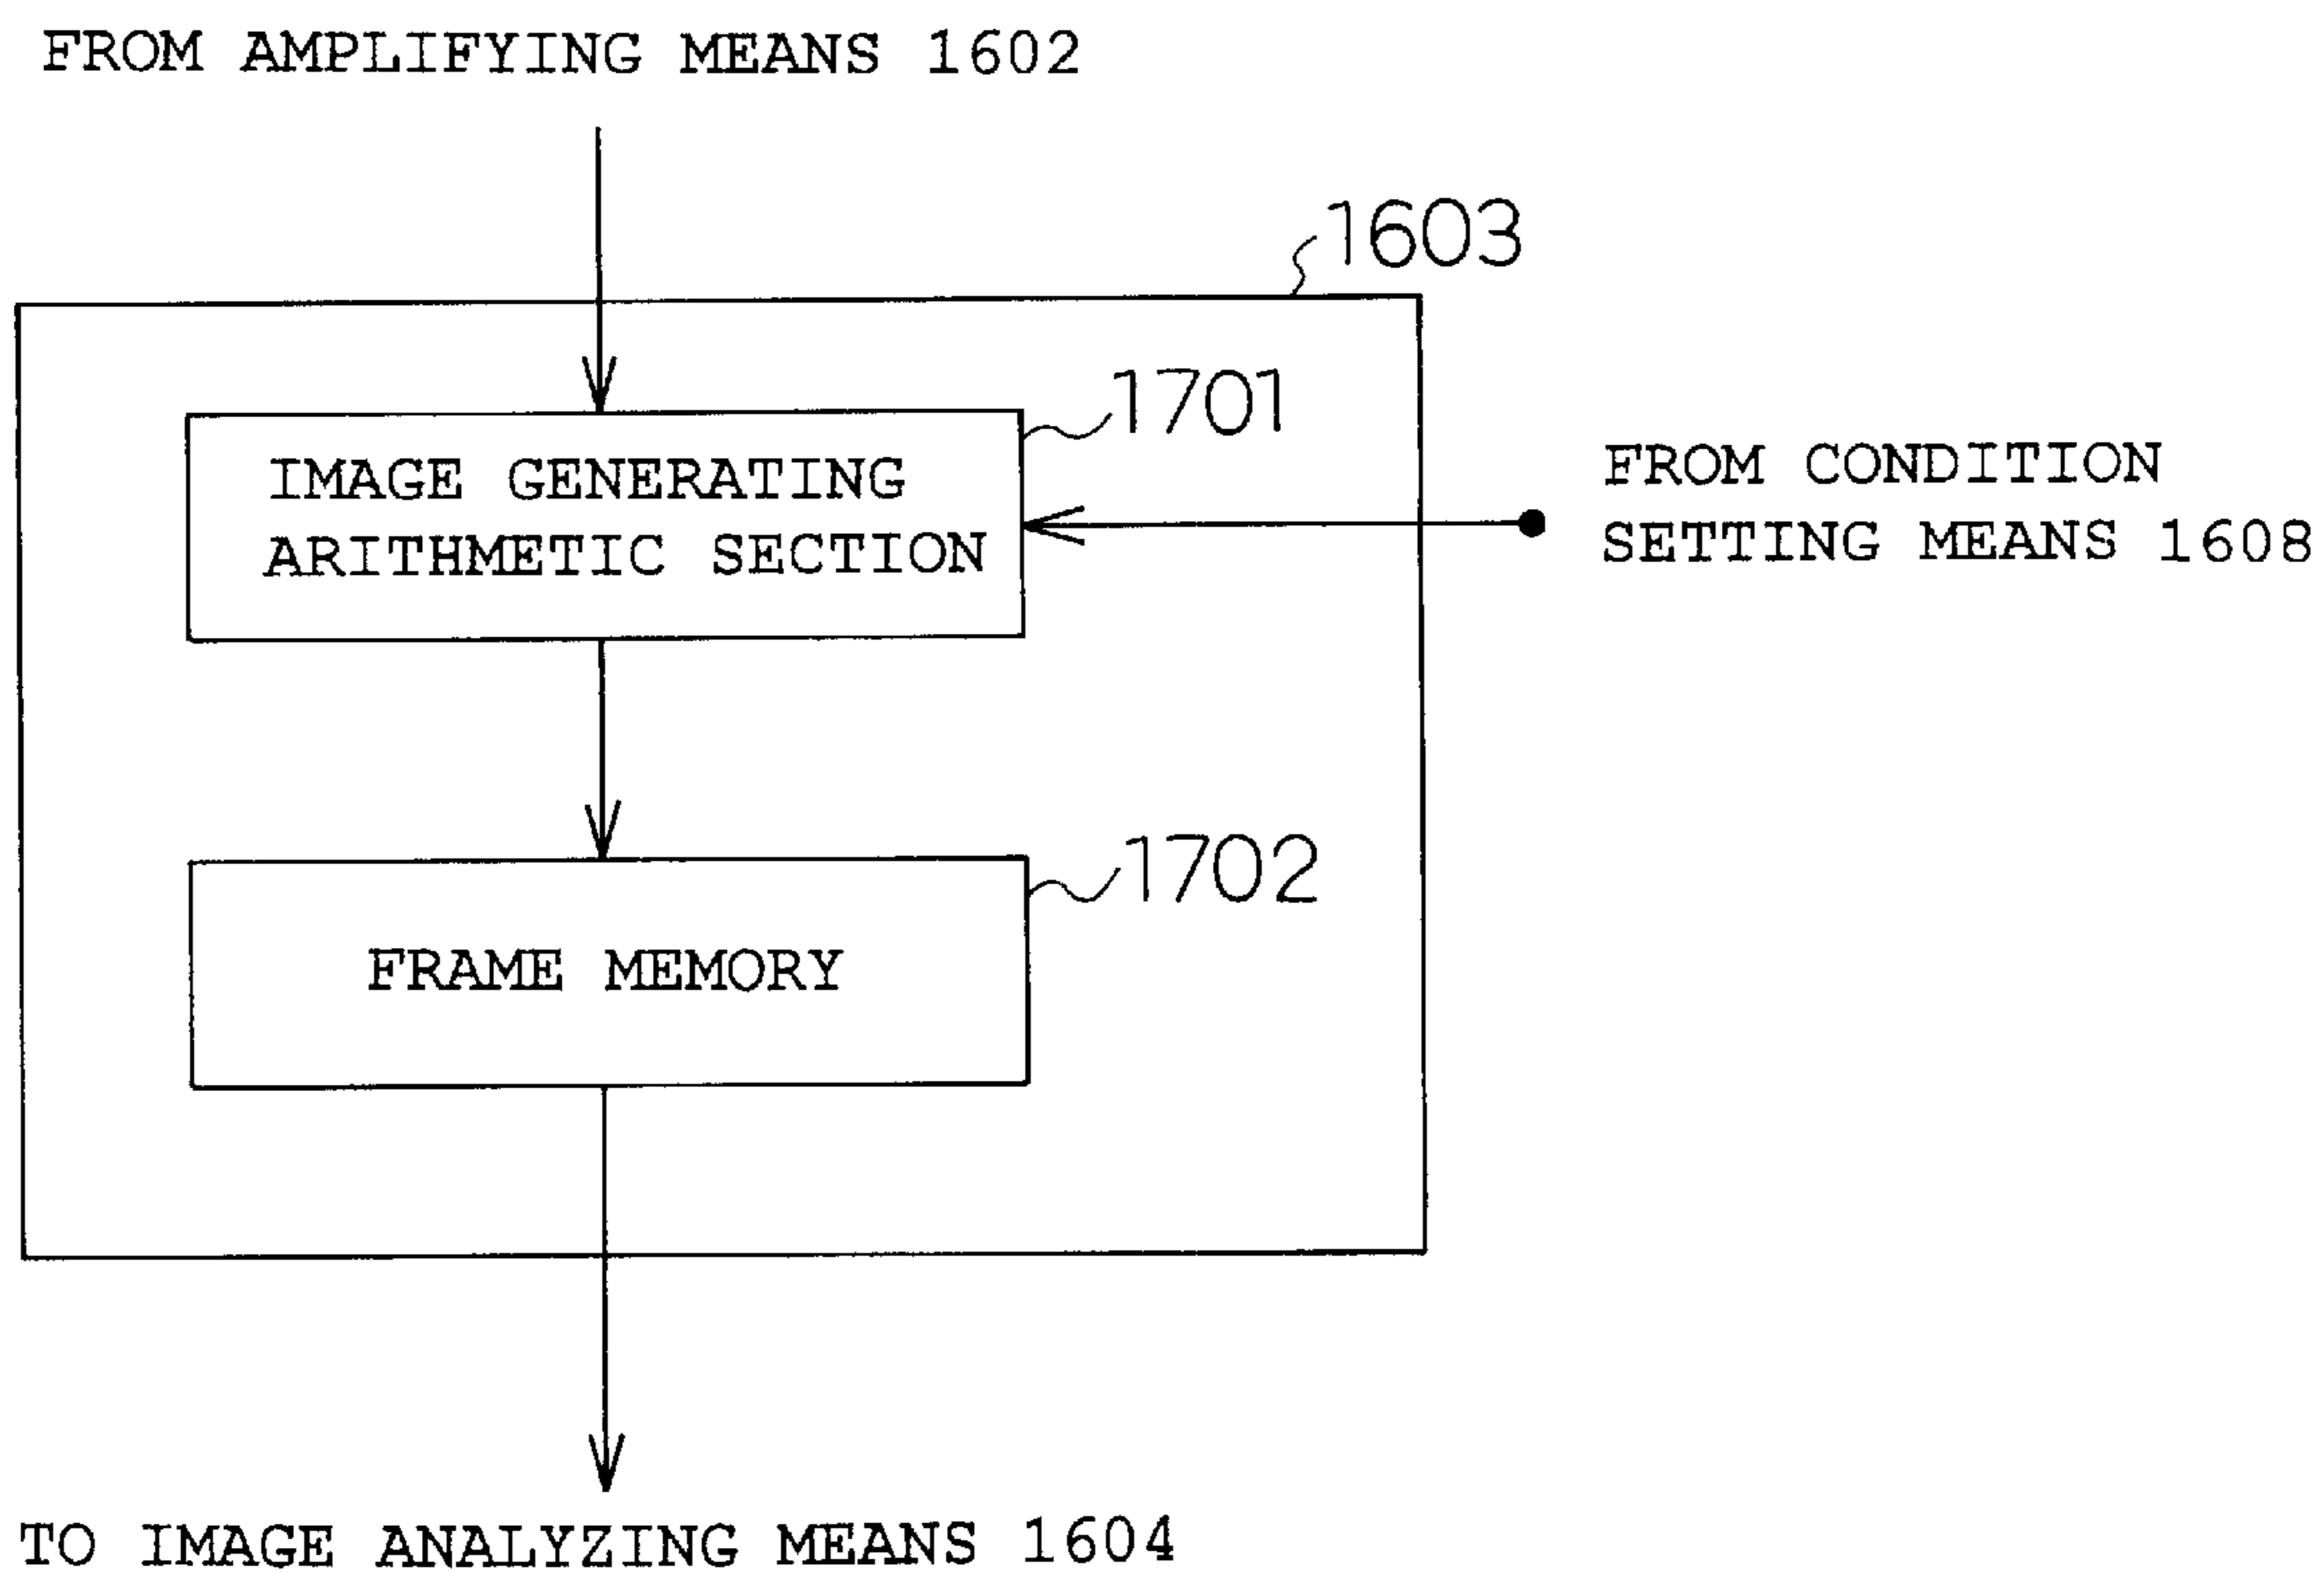 FROM AMPLIFYING MEANS 1602
1603
1701
IMAGE GENERATING
ARITHMETIC SECTION
FROM CONDITION
SETTING MEANS 1608
1702
FRAME MEMORY
TO IMAGE ANALYZING MEANS 1604